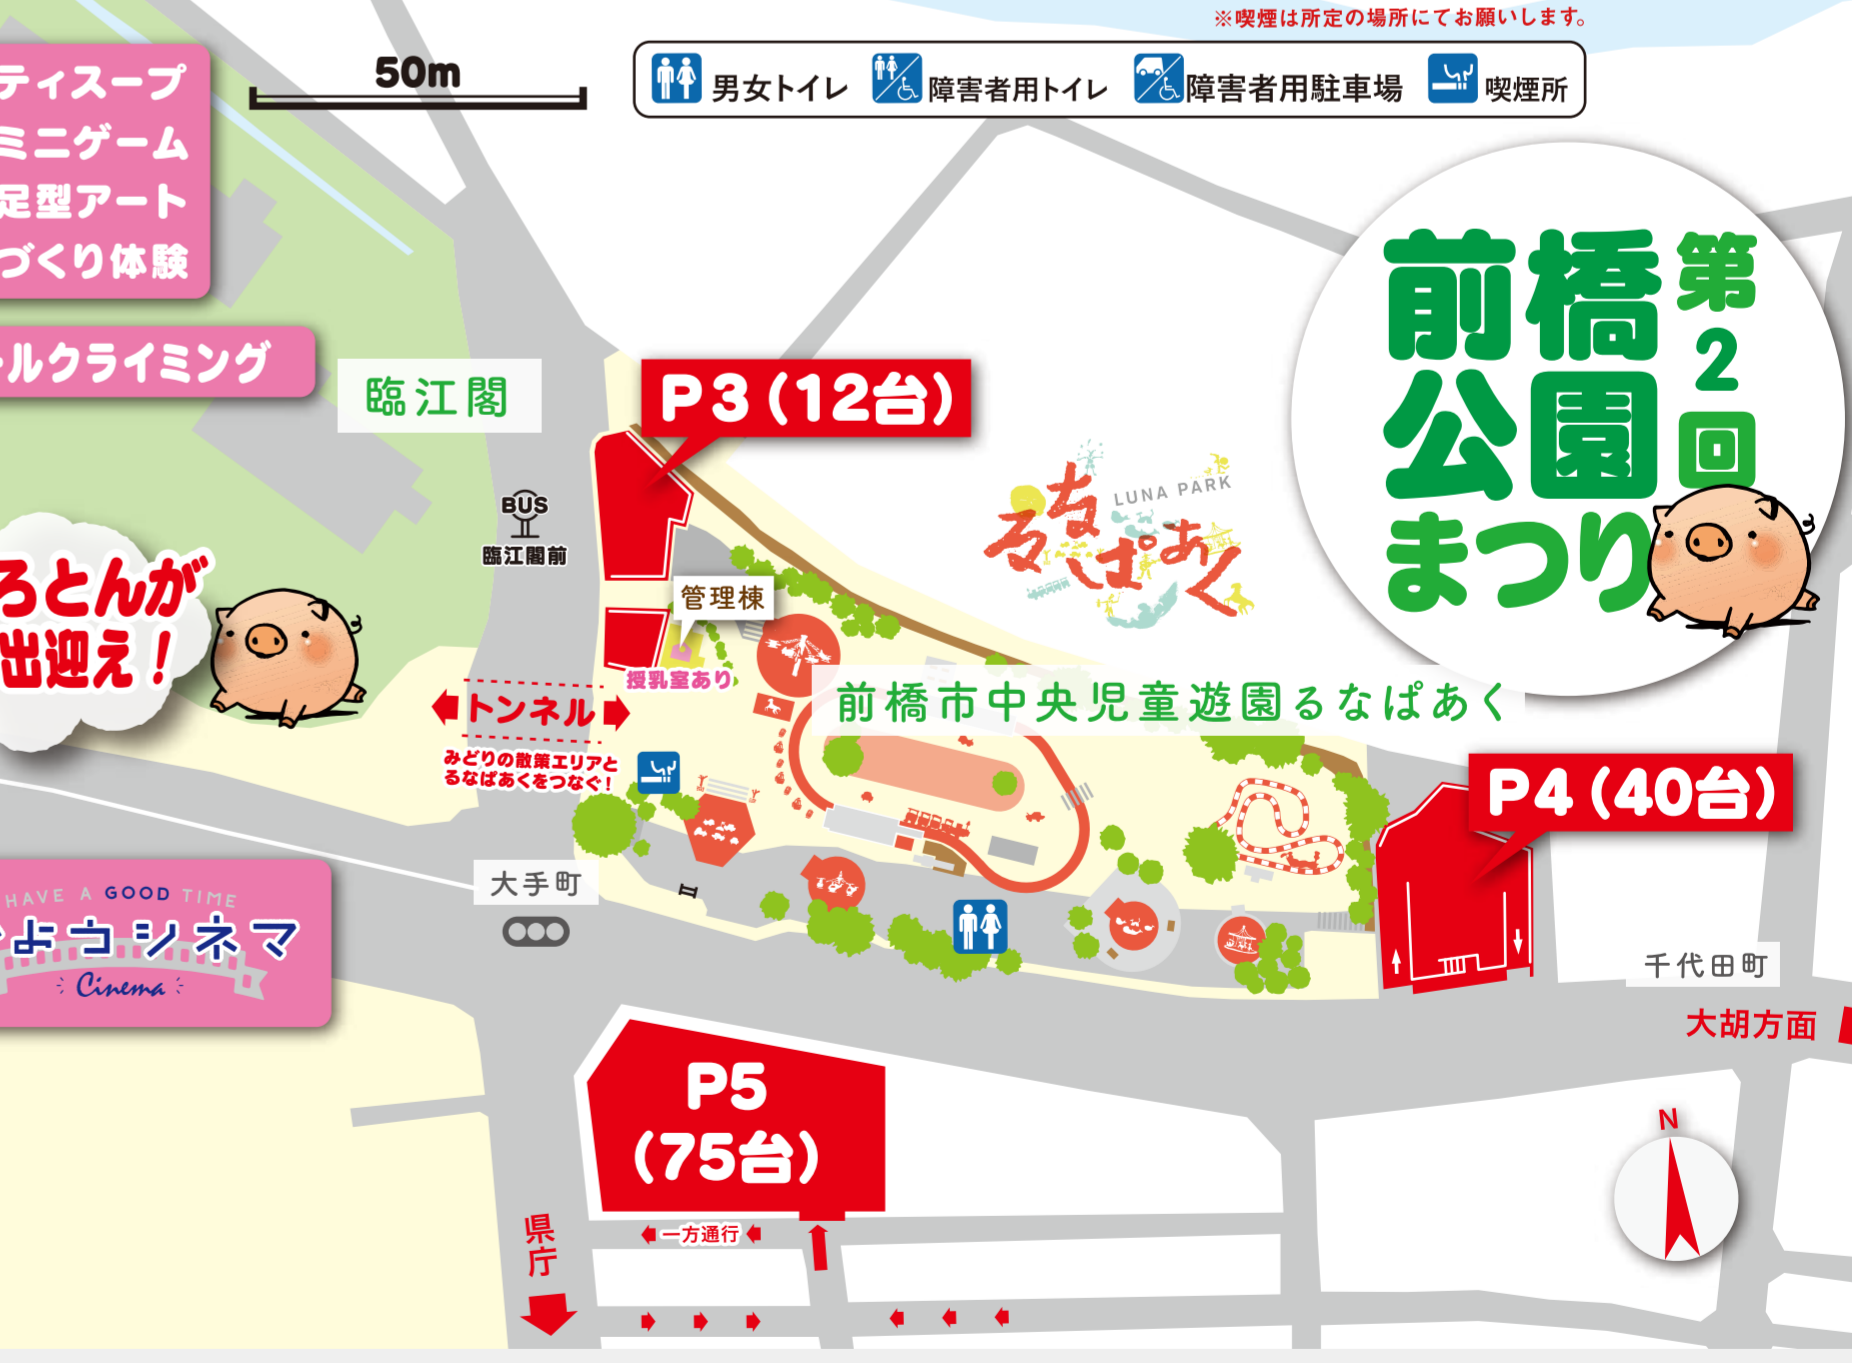 ※喫煙は所定の場所にてお願いします。
50m
男女トイレ
障害者用トイレ
障害者用駐車場
喫煙所
ティスープ
ミニゲーム
足型アート
づくり体験
ルクライミング
臨江閣
P3(12台)
第2回
前橋
公園
まつり
BUS
臨江閣前
るなぱあく
LUNA PARK
管理棟
授乳室あり
ろとんが
出迎え!
トンネル
みどりの散策エリアと
るなぱあくをつなぐ!
前橋市中央児童遊園るなぱあく
P4(40台)
大手町
HAVE A GOOD TIME
よコシネマ
Cinema
千代田町
大胡方面
P5
(75台)
N
一方通行
県庁